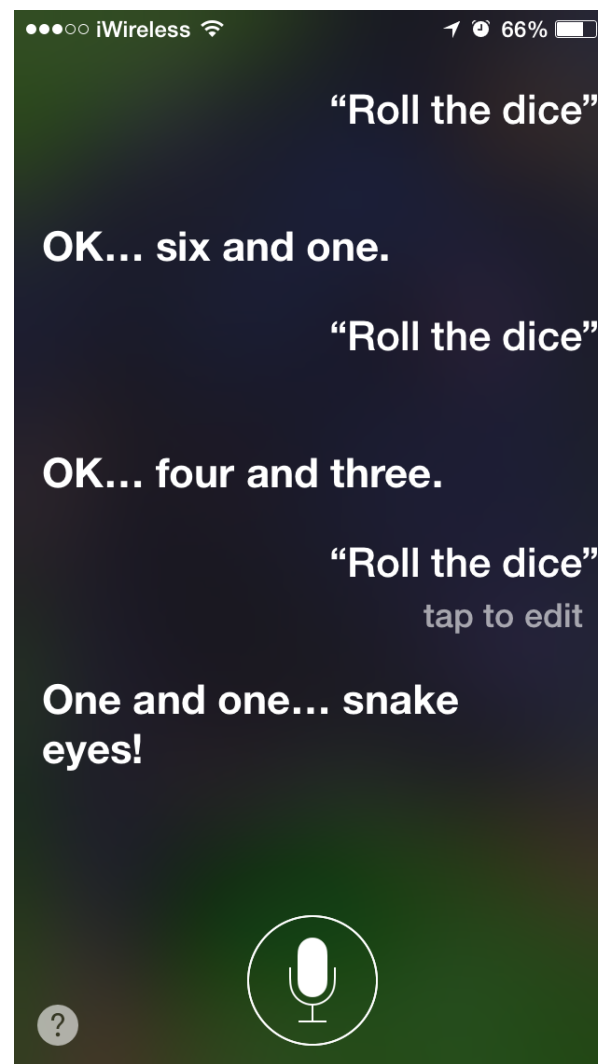 iWireless 66%
“Roll the dice”
OK... six and one.
“Roll the dice”
OK... four and three.
“Roll the dice”
tap to edit
One and one... snake
eyes!
?